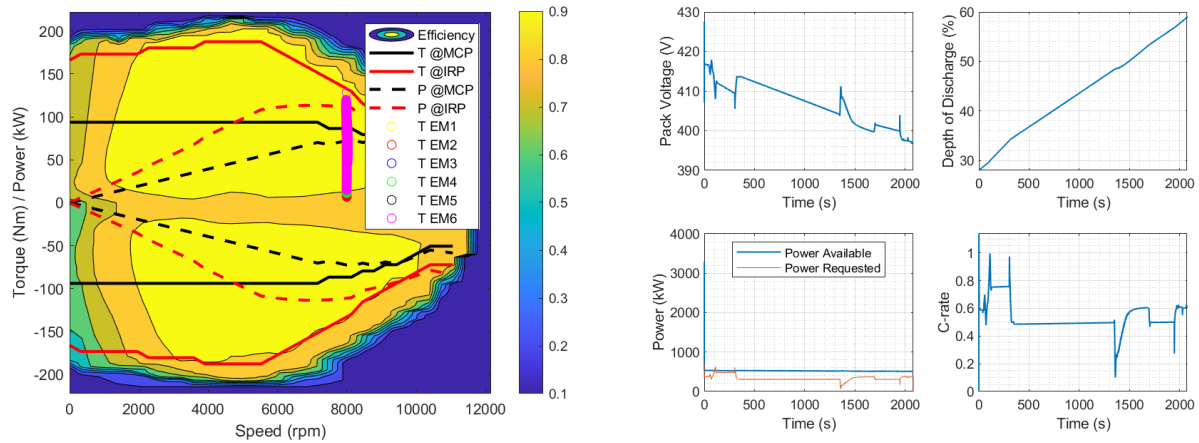 200
150
100
50
0
-50
-100
-150
-200
Torque (Nm) / Power (kW)
0
2000
4000
6000
8000
10000
12000
Speed (rpm)
Efficiency
T @MCP
T @IRP
P @MCP
P @IRP
T EM1
T EM2
T EM3
T EM4
T EM5
T EM6
0.9
0.8
0.7
0.6
0.5
0.4
0.3
0.2
0.1
430
420
410
400
390
Pack Voltage (V)
0
500
1000
1500
2000
Time (s)
50
40
30
Depth of Discharge (%)
0
500
1000
1500
2000
Time (s)
4000
3000
2000
1000
0
Power (kW)
Power Available
Power Requested
0
500
1000
1500
2000
Time (s)
1
0.8
0.6
0.4
0.2
0
C-rate
0
500
1000
1500
2000
Time (s)